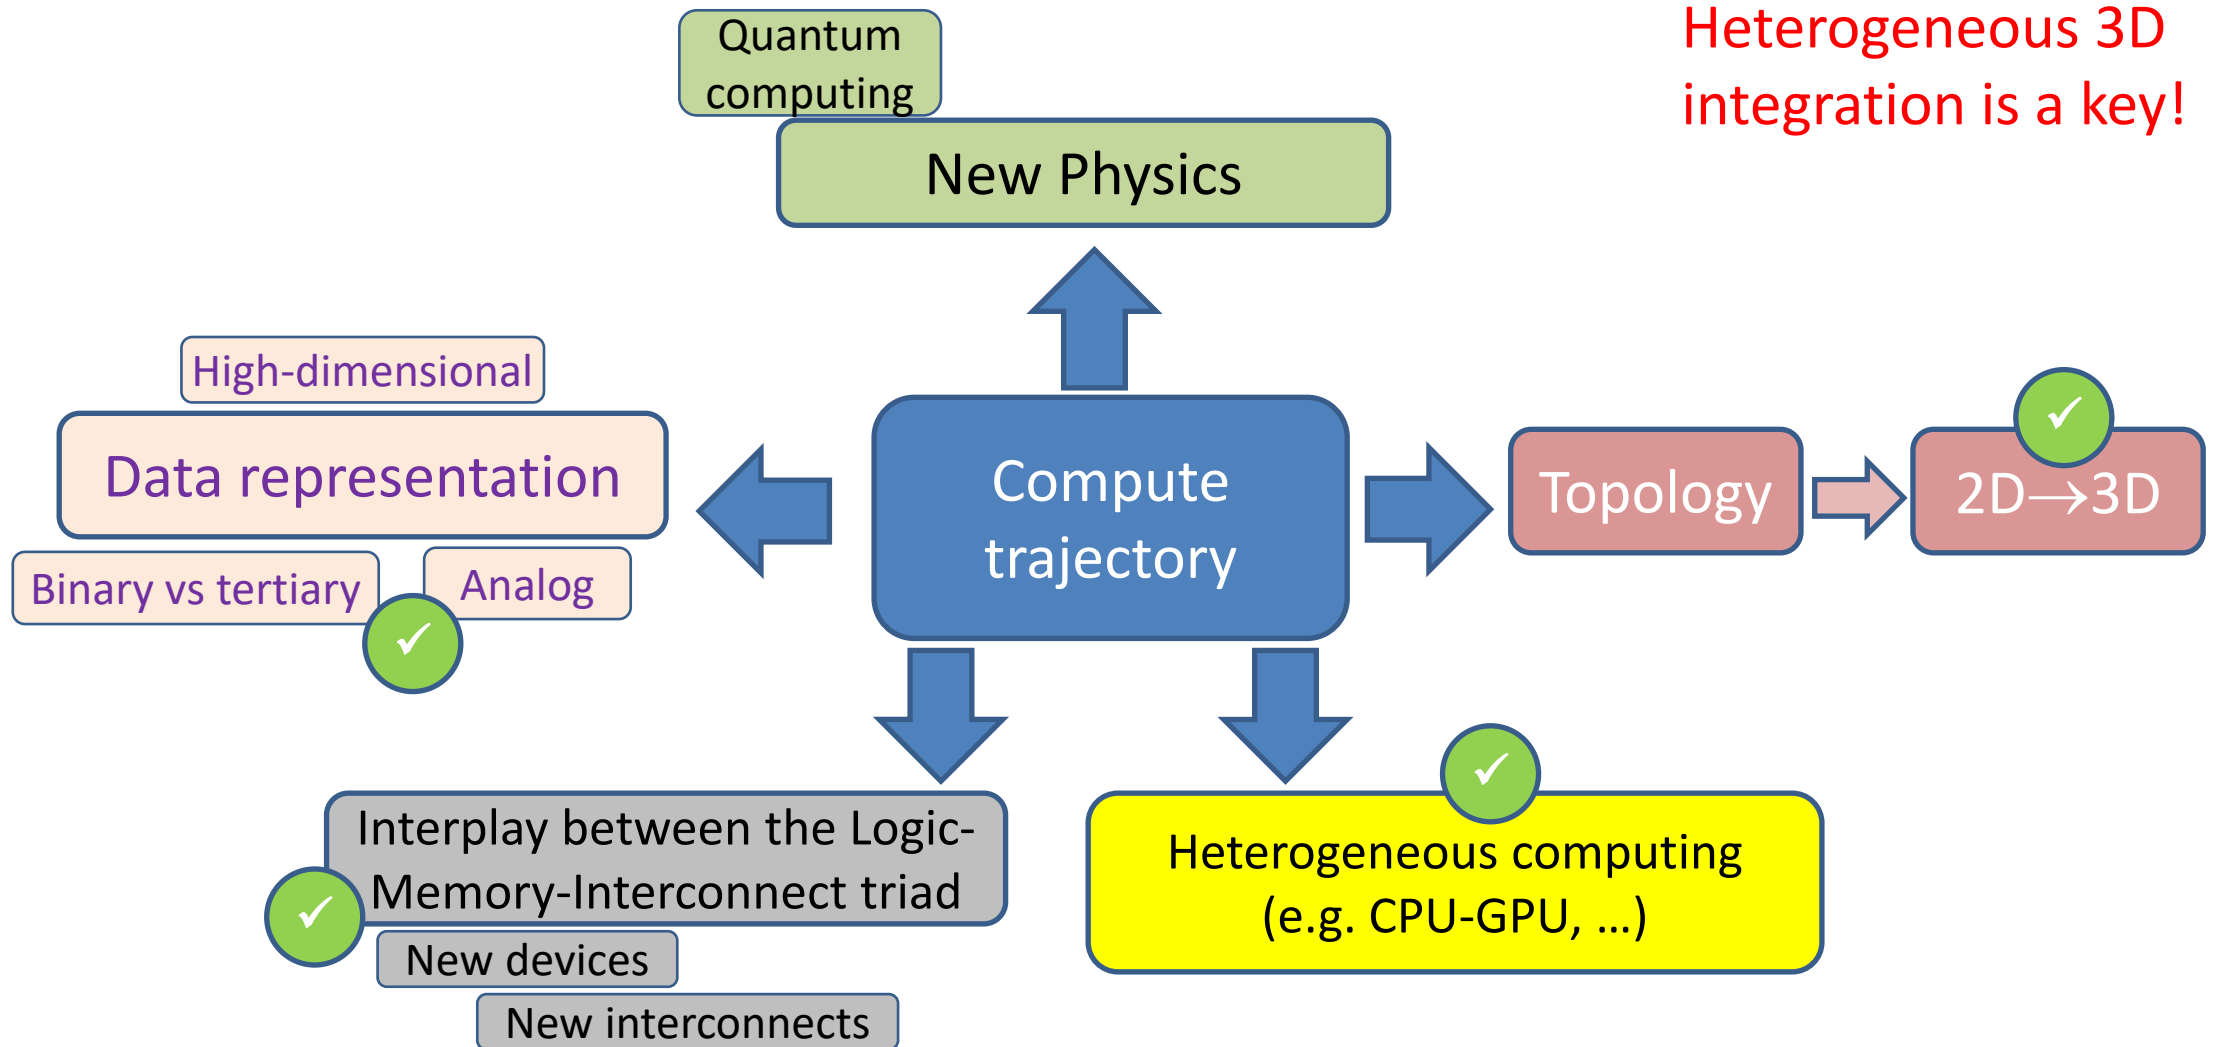 Quantum
computing
Heterogeneous 3D
integration is a key!
New Physics
High-dimensional
Data representation
Binary vs tertiary
Analog
Compute
trajectory
Topology
2D→3D
Interplay between the Logic-
Memory-Interconnect triad
New devices
New interconnects
Heterogeneous computing
(e.g. CPU-GPU, ...)